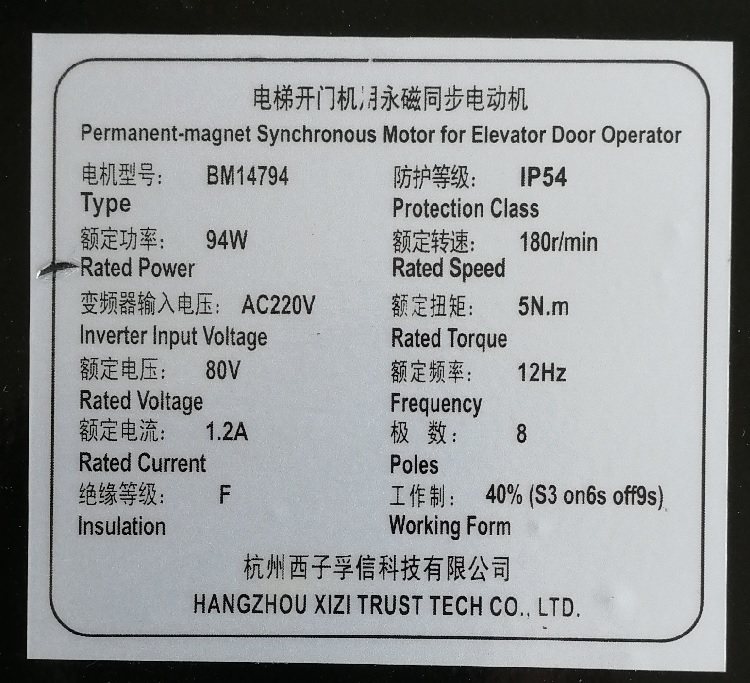 电梯开门机用永磁同步电动机
Permanent-magnet Synchronous Motor for Elevator Door Operator
电机型号： BM14794 防护等级： IP54
Type Protection Class
额定功率： 94W 额定转速： 180r/min
Rated Power Rated Speed
变频器输入电压： AC220V 额定扭矩： 5N.m
Inverter Input Voltage Rated Torque
额定电压： 80V 额定频率： 12Hz
Rated Voltage Frequency
额定电流： 1.2A 极 数： 8
Rated Current Poles
绝缘等级： F 工作制： 40% (S3 on6s off9s)
Insulation Working Form
杭州西子孚信科技有限公司
HANGZHOU XIZI TRUST TECH CO., LTD.